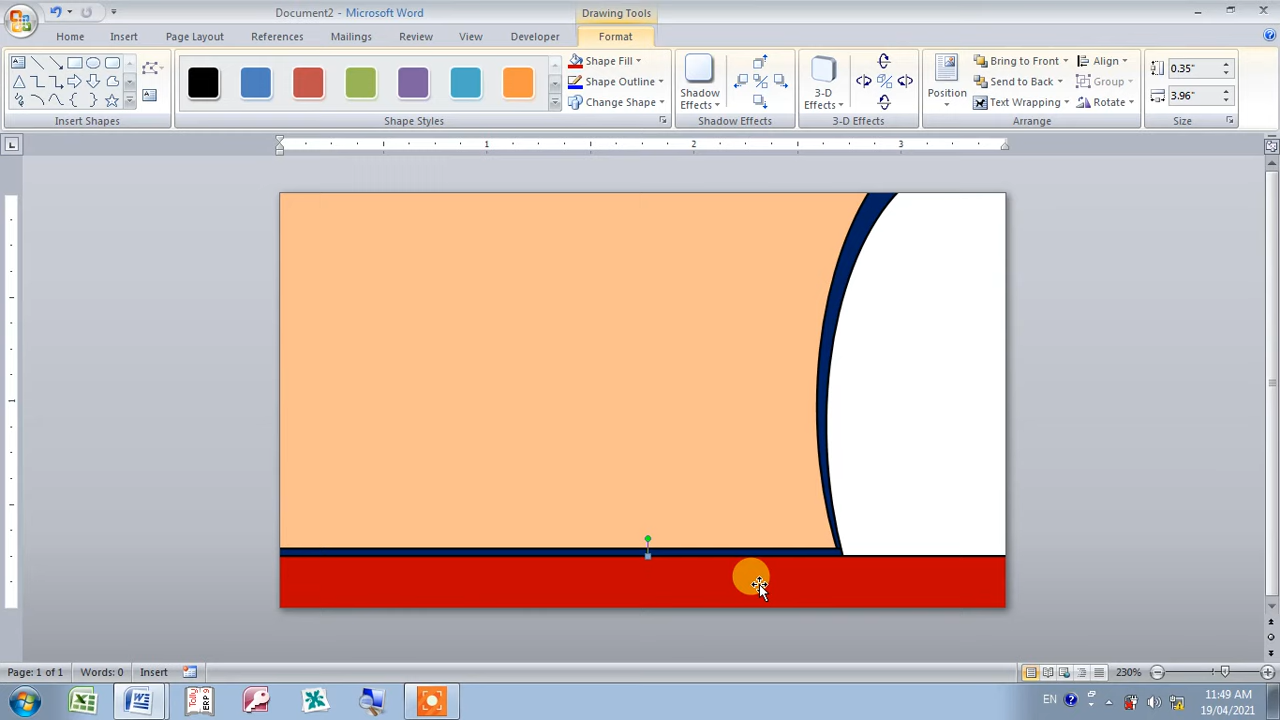 Document2 - Microsoft Word
Drawing Tools
Home Insert Page Layout References Mailings Review View Developer Format
Shape Fill
Shape Outline
Change Shape
Shadow Effects
3-D Effects
Position
Bring to Front
Send to Back
Text Wrapping
Align
Group
Rotate
0.35"
3.96"
Insert Shapes Shape Styles Shadow Effects 3-D Effects Arrange Size
1 2 3
1
Page: 1 of 1 Words: 0 Insert 230%
EN 11:49 AM
19/04/2021